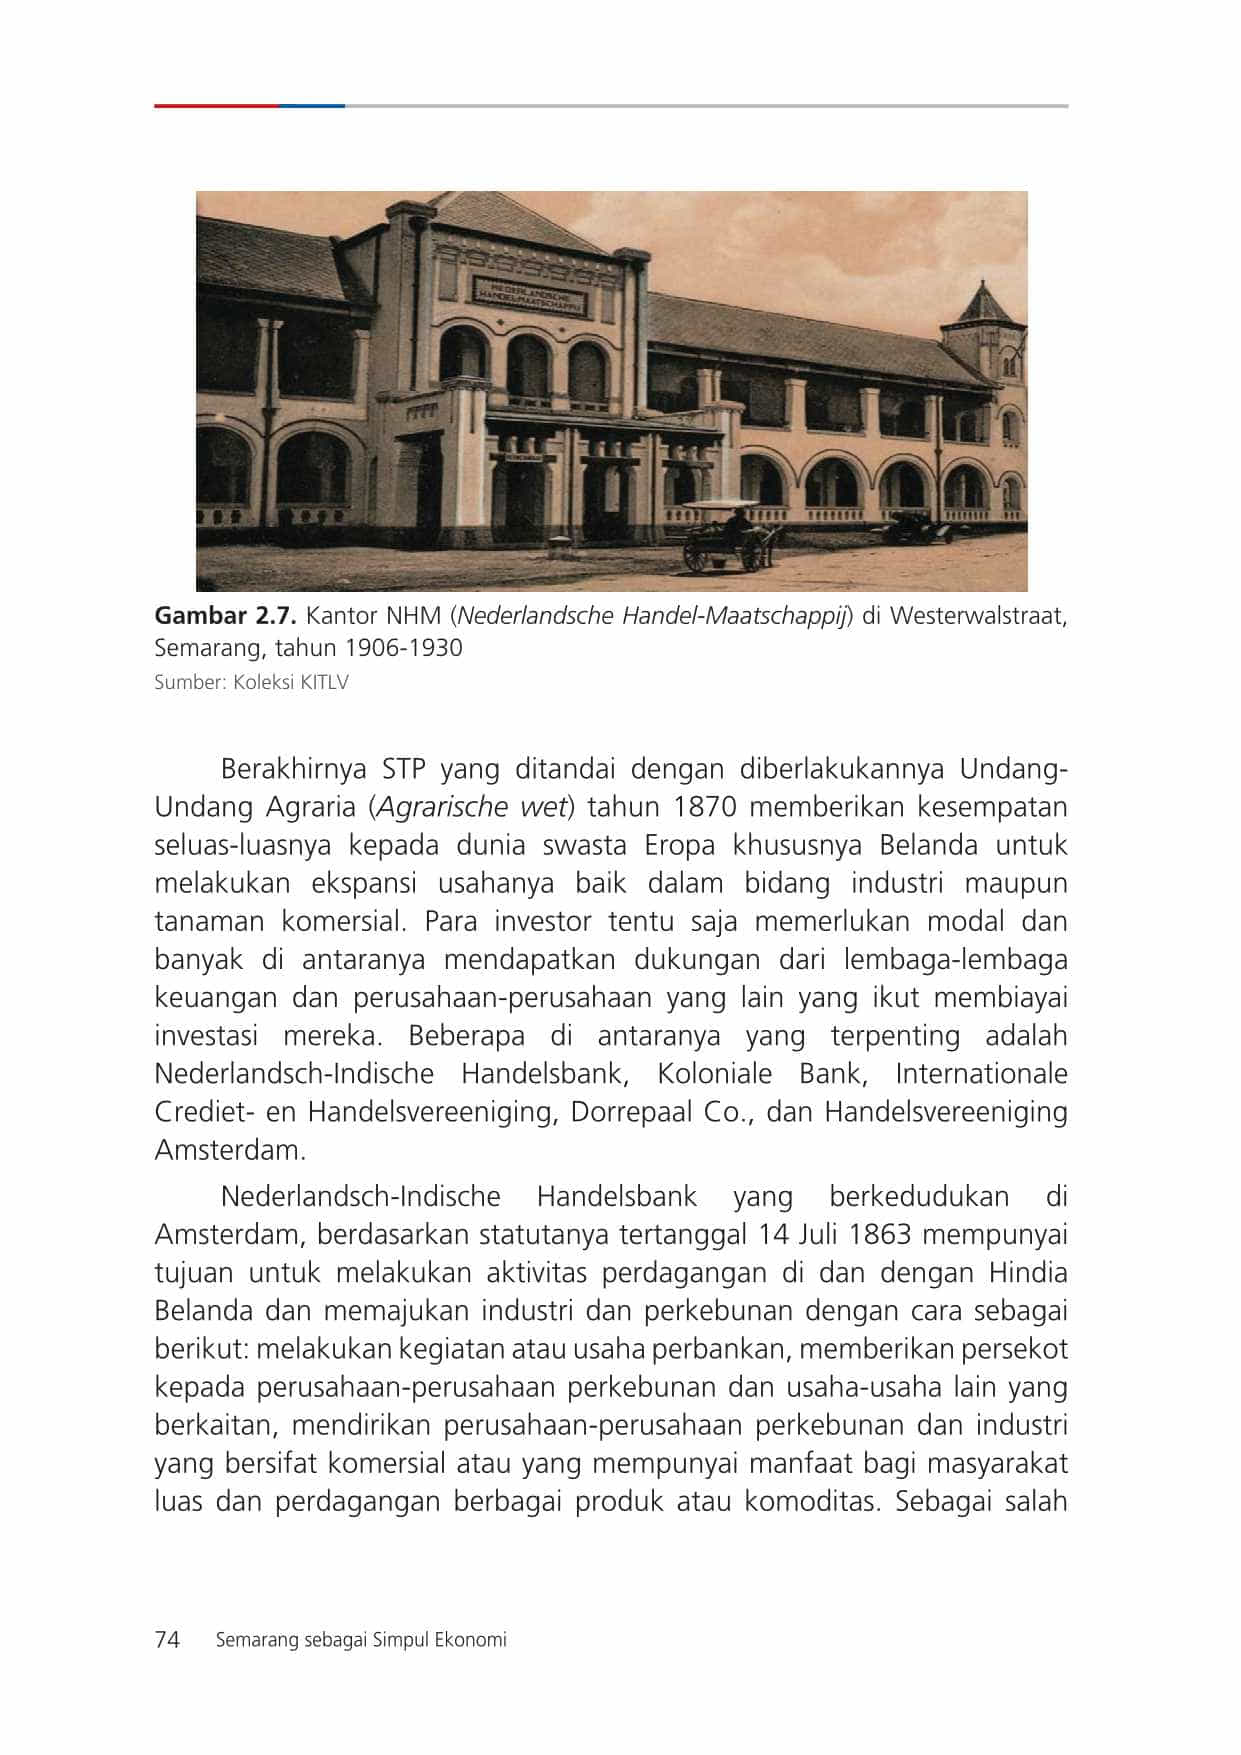 NEDERLANDSCHE
HANDEL-MAATSCHAPPIJ
Gambar 2.7. Kantor NHM (Nederlandsche Handel-Maatschappij) di Westerwalstraat,
Semarang, tahun 1906-1930
Sumber: Koleksi KITLV
Berakhirnya STP yang ditandai dengan diberlakukannya Undang-
Undang Agraria (Agrarische wet) tahun 1870 memberikan kesempatan
seluas-luasnya kepada dunia swasta Eropa khususnya Belanda untuk
melakukan ekspansi usahanya baik dalam bidang industri maupun
tanaman komersial. Para investor tentu saja memerlukan modal dan
banyak di antaranya mendapatkan dukungan dari lembaga-lembaga
keuangan dan perusahaan-perusahaan yang lain yang ikut membiayai
investasi mereka. Beberapa di antaranya yang terpenting adalah
Nederlandsch-Indische Handelsbank, Koloniale Bank, Internationale
Crediet- en Handelsvereeniging, Dorrepaal Co., dan Handelsvereeniging
Amsterdam.
Nederlandsch-Indische Handelsbank yang berkedudukan di
Amsterdam, berdasarkan statutanya tertanggal 14 Juli 1863 mempunyai
tujuan untuk melakukan aktivitas perdagangan di dan dengan Hindia
Belanda dan memajukan industri dan perkebunan dengan cara sebagai
berikut: melakukan kegiatan atau usaha perbankan, memberikan persekot
kepada perusahaan-perusahaan perkebunan dan usaha-usaha lain yang
berkaitan, mendirikan perusahaan-perusahaan perkebunan dan industri
yang bersifat komersial atau yang mempunyai manfaat bagi masyarakat
luas dan perdagangan berbagai produk atau komoditas. Sebagai salah
74 Semarang sebagai Simpul Ekonomi